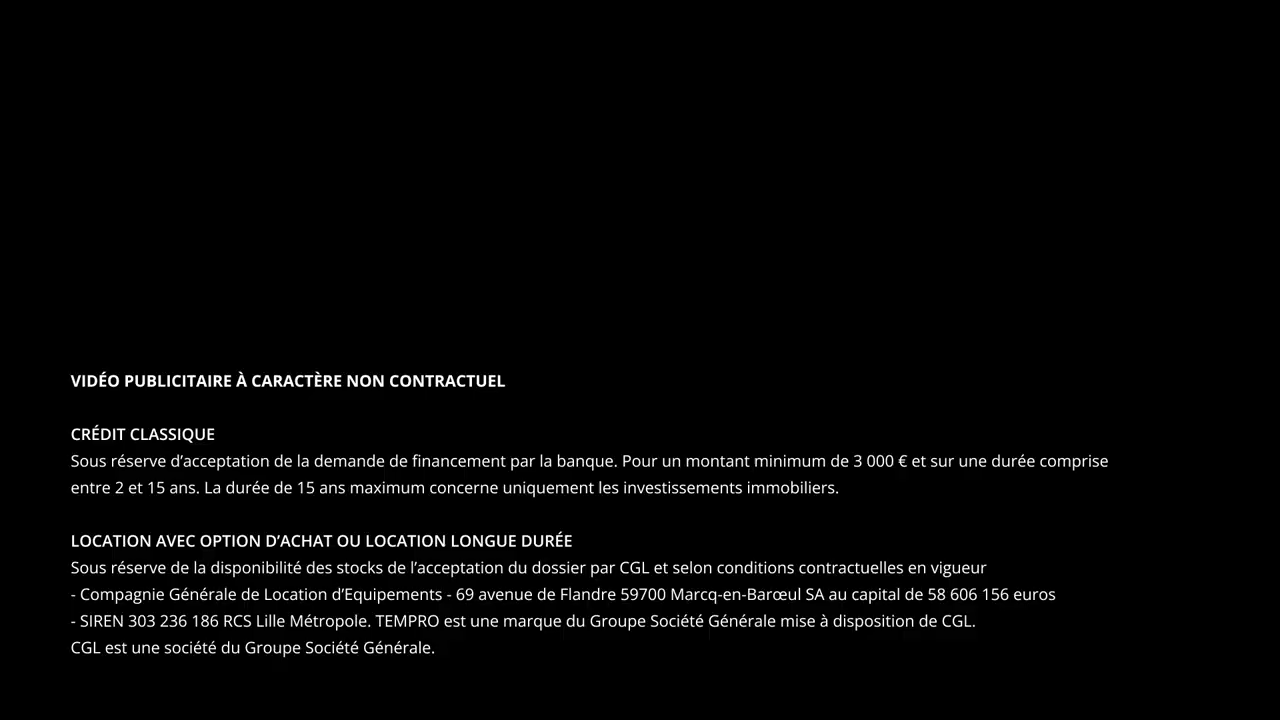 VIDÉO PUBLICITAIRE À CARACTÈRE NON CONTRACTUEL
CRÉDIT CLASSIQUE
Sous réserve d’acceptation de la demande de financement par la banque. Pour un montant minimum de 3 000 € et sur une durée comprise
entre 2 et 15 ans. La durée de 15 ans maximum concerne uniquement les investissements immobiliers.
LOCATION AVEC OPTION D’ACHAT OU LOCATION LONGUE DURÉE
Sous réserve de la disponibilité des stocks de l’acceptation du dossier par CGL et selon conditions contractuelles en vigueur
- Compagnie Générale de Location d’Equipements - 69 avenue de Flandre 59700 Marcq-en-Barœul SA au capital de 58 606 156 euros
- SIREN 303 236 186 RCS Lille Métropole. TEMPRO est une marque du Groupe Société Générale mise à disposition de CGL.
CGL est une société du Groupe Société Générale.